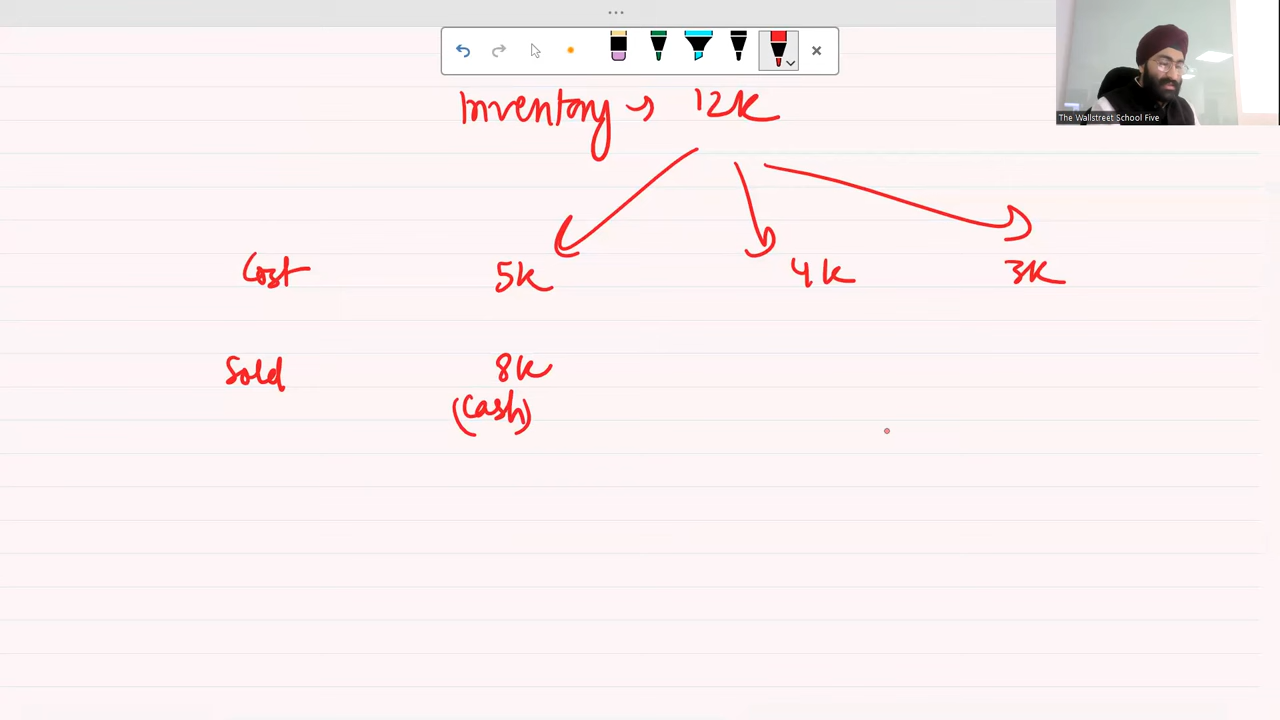 The Wallstreet School Five
Inventory → 12K
Cost 5K 4K 3K
Sold 8K
(Cash)